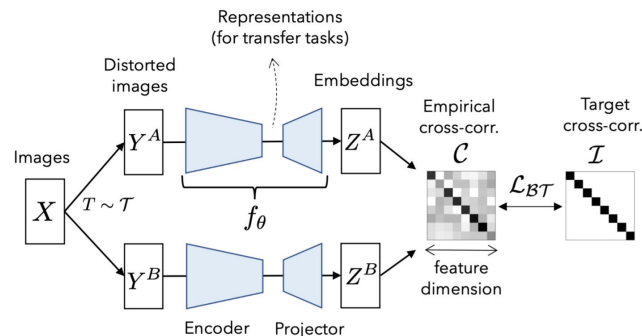 Representations
(for transfer tasks)
Distorted
images
Embeddings
Empirical
cross-corr.
Target
cross-corr.
Images
Y^A
Z^A
C
I
X
T ~ T
f_θ
L_BT
Y^B
Z^B
feature
dimension
Encoder
Projector